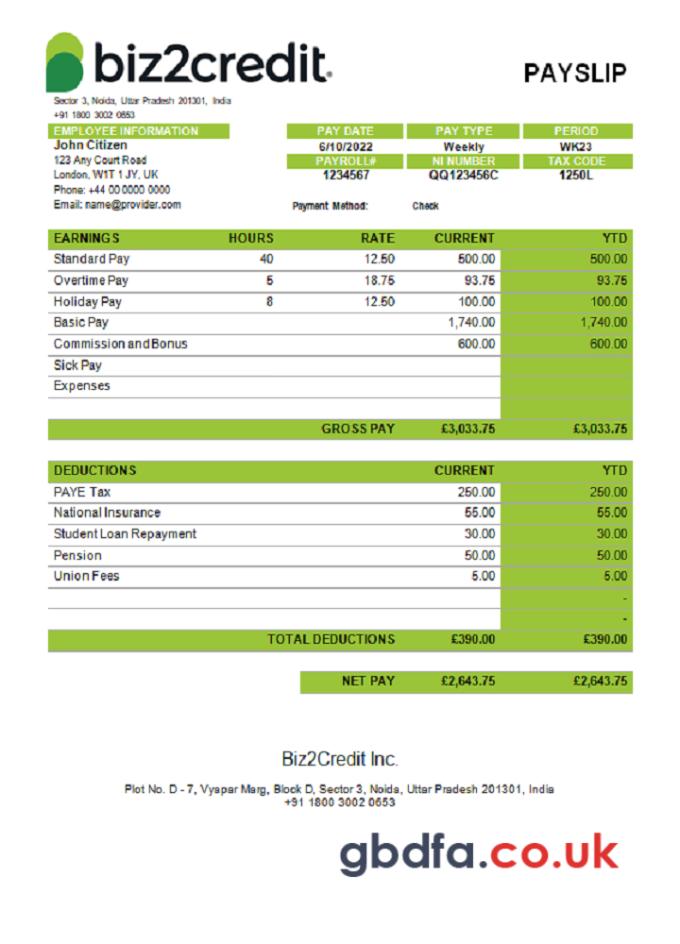 biz2credit.
PAYSLIP
Sector 3, Noida, Uttar Pradesh 201301, India
+91 1800 3002 0653
EMPLOYEE INFORMATION PAY DATE PAY TYPE PERIOD
John Citizen 6/10/2022 Weekly WK23
123 Any Court Road PAYROLL# NI NUMBER TAX CODE
London, W1T 1 JY, UK 1234567 QQ123456C 1250L
Phone: +44 00 0000 0000
Email: name@provider.com Payment Method: Check
EARNINGS HOURS RATE CURRENT YTD
Standard Pay 40 12.50 500.00 500.00
Overtime Pay 5 18.75 93.75 93.75
Holiday Pay 8 12.50 100.00 100.00
Basic Pay 1,740.00 1,740.00
Commission and Bonus 600.00 600.00
Sick Pay
Expenses
GROSS PAY £3,033.75 £3,033.75
DEDUCTIONS CURRENT YTD
PAYE Tax 250.00 250.00
National Insurance 55.00 55.00
Student Loan Repayment 30.00 30.00
Pension 50.00 50.00
Union Fees 5.00 5.00
-
-
TOTAL DEDUCTIONS £390.00 £390.00
NET PAY £2,643.75 £2,643.75
Biz2Credit Inc.
Plot No. D - 7, Vyapar Marg, Block D, Sector 3, Noida, Uttar Pradesh 201301, India
+91 1800 3002 0653
gbdfa.co.uk